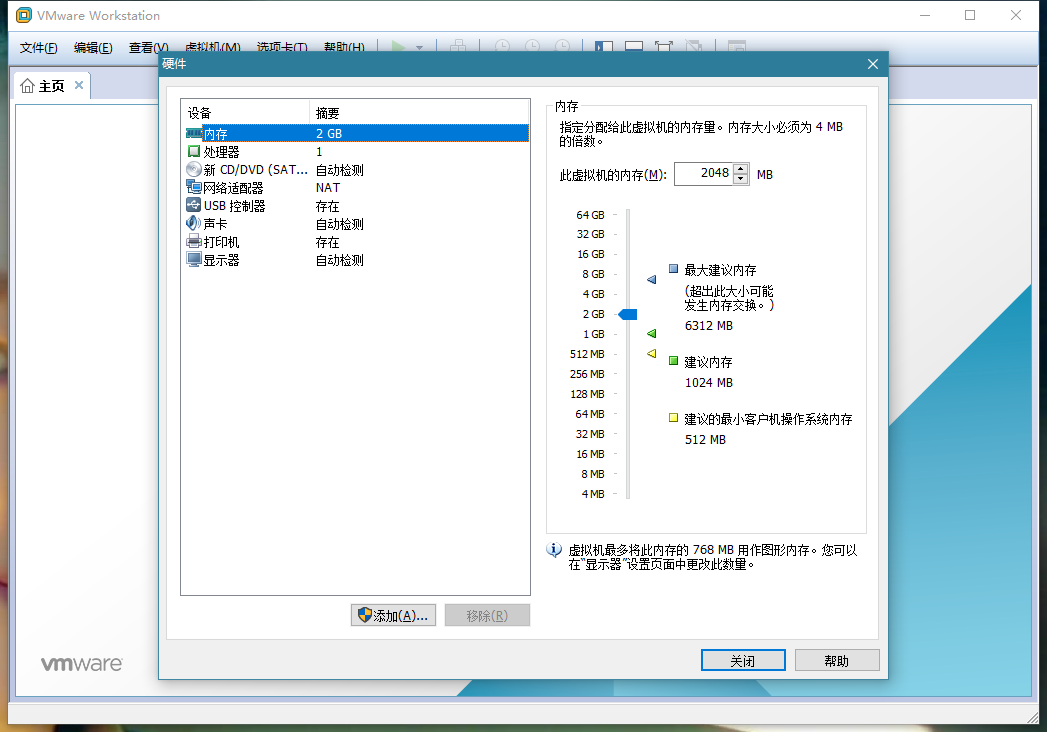 VMware Workstation
文件(F) 编辑(E) 查看(V) 虚拟机(M) 选项卡(T) 帮助(H)
主页
硬件
设备 摘要
内存 2 GB
处理器 1
新 CD/DVD (SAT... 自动检测
网络适配器 NAT
USB 控制器 存在
声卡 自动检测
打印机 存在
显示器 自动检测
添加(A)... 移除(R)
内存
指定分配给此虚拟机的内存量。内存大小必须为 4 MB
的倍数。
此虚拟机的内存(M): 2048 MB
64 GB
32 GB
16 GB
8 GB
4 GB
2 GB
1 GB
512 MB
256 MB
128 MB
64 MB
32 MB
16 MB
8 MB
4 MB
最大建议内存
(超出此大小可能
发生内存交换。)
6312 MB
建议内存
1024 MB
建议的最小客户机操作系统内存
512 MB
虚拟机最多将此内存的 768 MB 用作图形内存。您可以
在"显示器"设置页面中更改此数量。
关闭 帮助
vmware